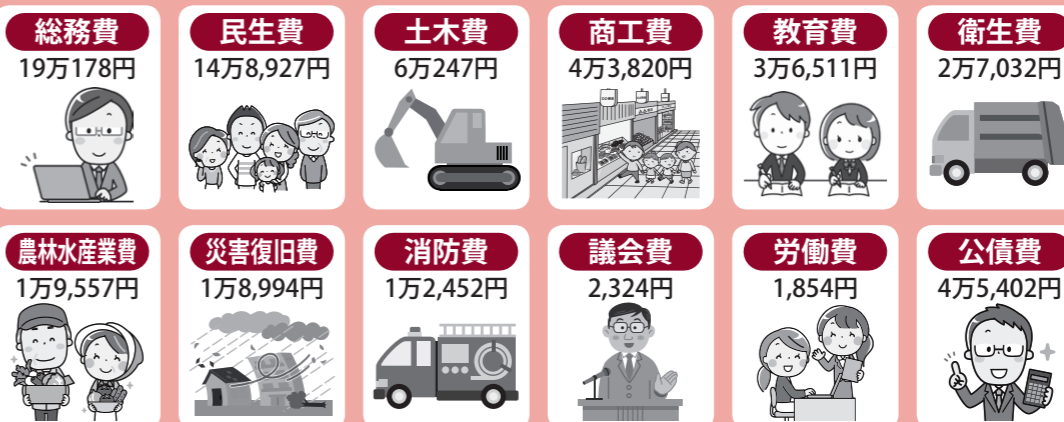 総務費
19万178円
民生費
14万8,927円
土木費
6万247円
商工費
4万3,820円
教育費
3万6,511円
衛生費
2万7,032円
農林水産業費
1万9,557円
災害復旧費
1万8,994円
消防費
1万2,452円
議会費
2,324円
労働費
1,854円
公債費
4万5,402円